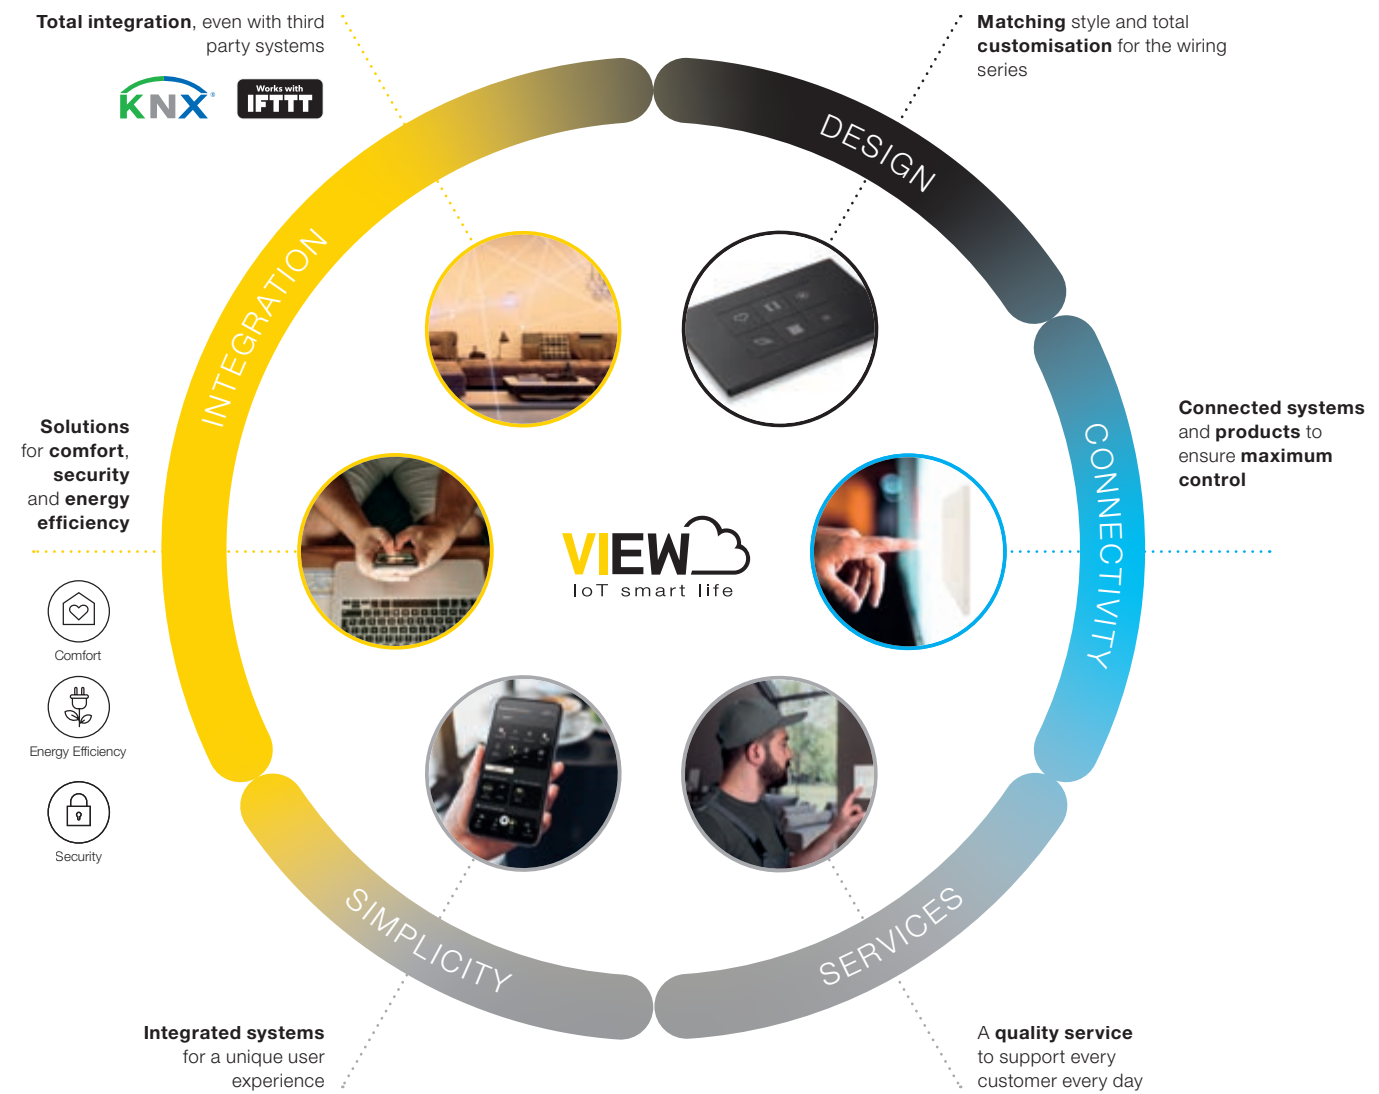 Total integration, even with third
party systems
KNX®
Works with
IFTTT
Matching style and total
customisation for the wiring
series
DESIGN
INTEGRATION
CONNECTIVITY
Solutions
for comfort,
security
and energy
efficiency
Connected systems
and products to
ensure maximum
control
VIEW
IoT smart life
Comfort
Energy Efficiency
Security
SIMPLICITY
SERVICES
Integrated systems
for a unique user
experience
A quality service
to support every
customer every day